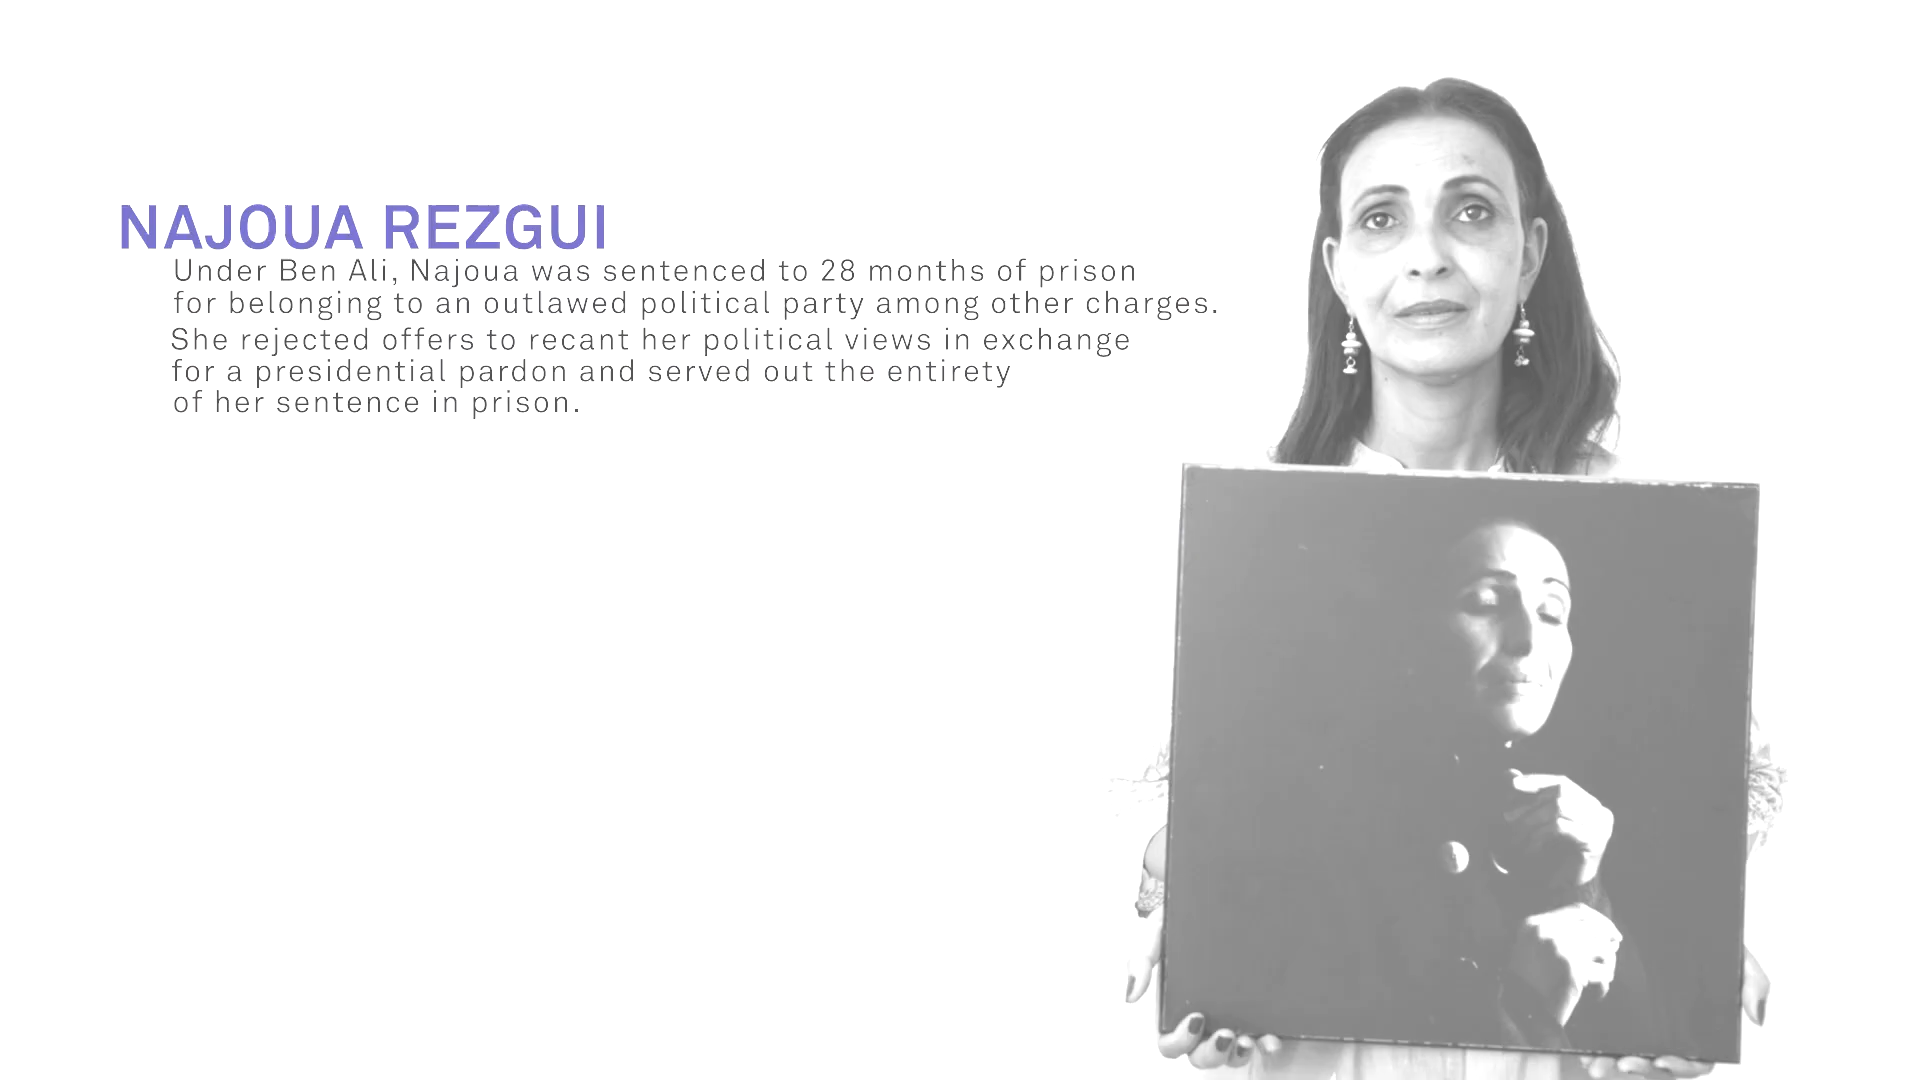 NAJOUA REZGUI
Under Ben Ali, Najoua was sentenced to 28 months of prison
for belonging to an outlawed political party among other charges.
She rejected offers to recant her political views in exchange
for a presidential pardon and served out the entirety
of her sentence in prison.